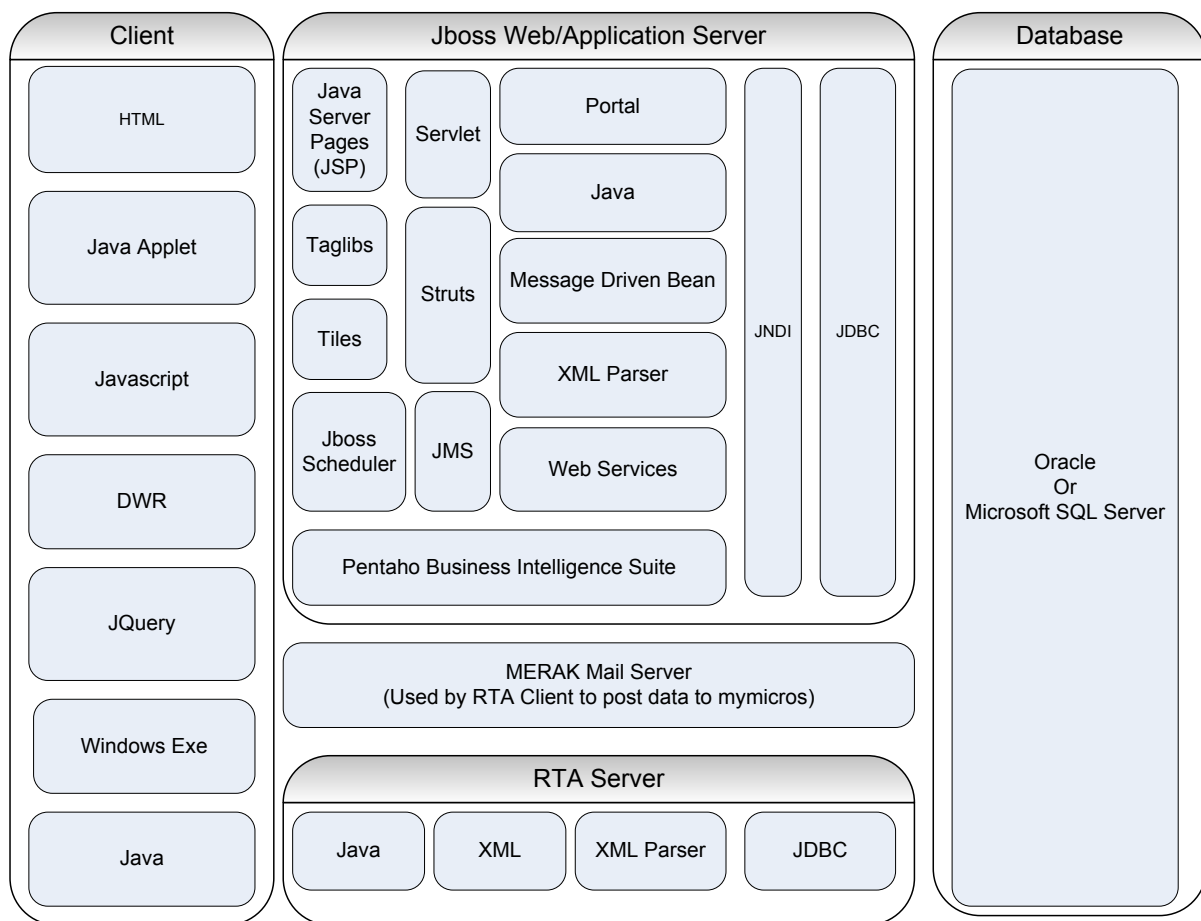 Client
HTML
Java Applet
Javascript
DWR
JQuery
Windows Exe
Java
Jboss Web/Application Server
Java
Server
Pages
(JSP)
Servlet
Portal
Java
Taglibs
Struts
Message Driven Bean
Tiles
XML Parser
Jboss
Scheduler
JMS
Web Services
Pentaho Business Intelligence Suite
JNDI
JDBC
MERAK Mail Server
(Used by RTA Client to post data to mymicros)
RTA Server
Java
XML
XML Parser
JDBC
Database
Oracle
Or
Microsoft SQL Server